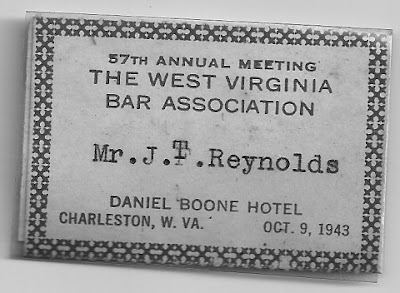 57TH ANNUAL MEETING
THE WEST VIRGINIA
BAR ASSOCIATION
Mr. J. T. Reynolds
DANIEL BOONE HOTEL
CHARLESTON, W. VA. OCT. 9, 1943